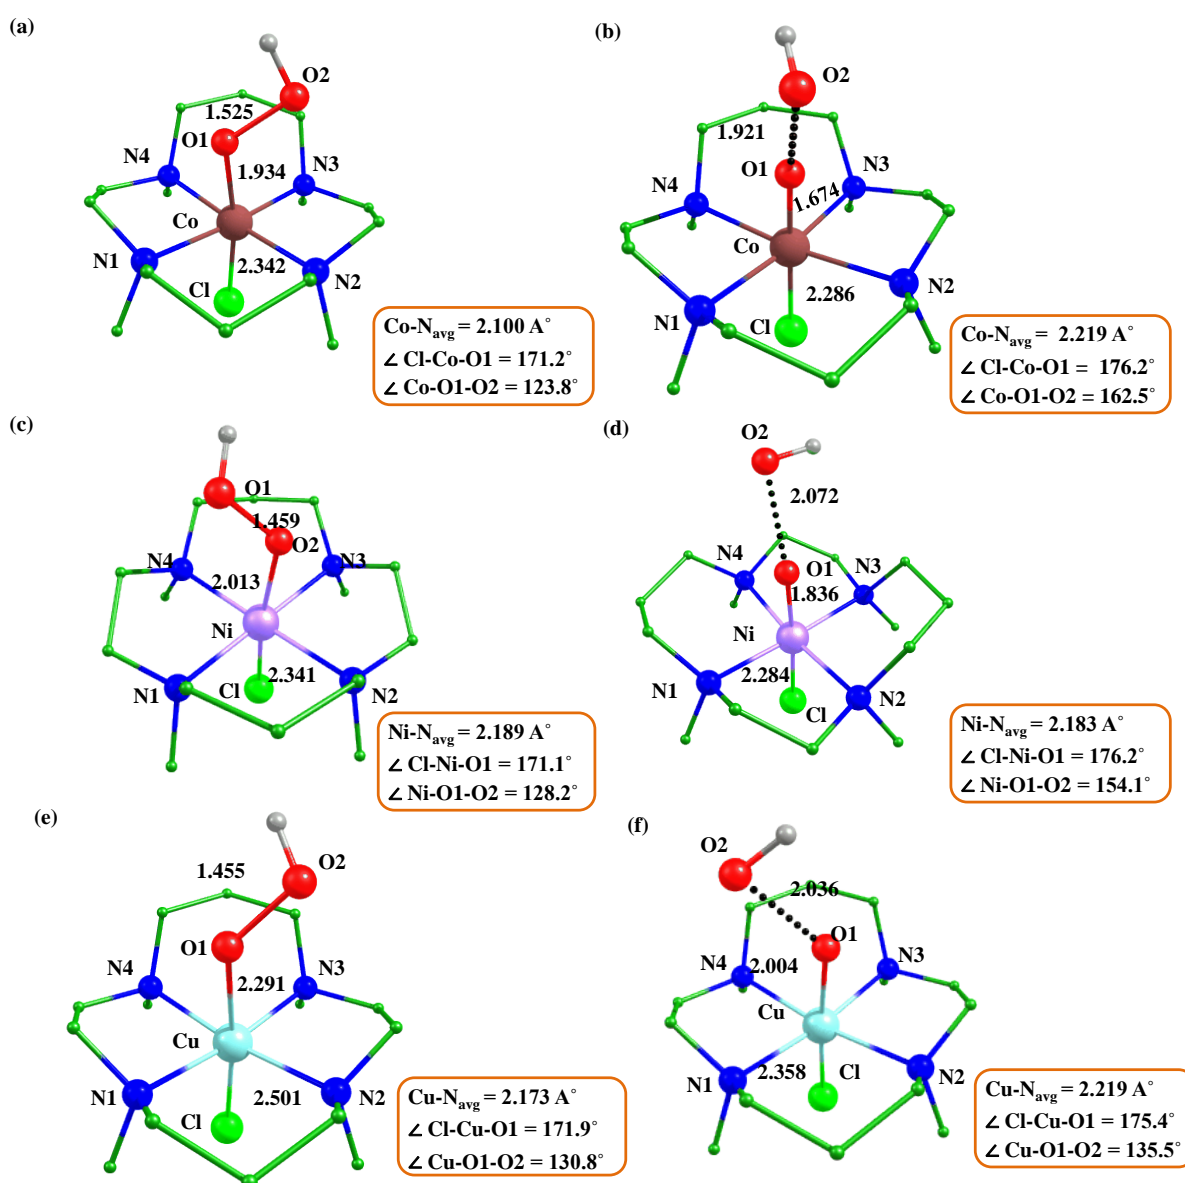 (a)
O2
1.525
O1
N4
N3
1.934
Co
N1
2.342
N2
Cl
Co-Navg = 2.100 A°
∠ Cl-Co-O1 = 171.2°
∠ Co-O1-O2 = 123.8°
(b)
O2
1.921
O1
N3
N4
1.674
Co
N2
2.286
N1
Cl
Co-Navg = 2.219 A°
∠ Cl-Co-O1 = 176.2°
∠ Co-O1-O2 = 162.5°
(c)
O1
1.459
O2
N4
N3
2.013
Ni
2.341
N1
Cl
N2
Ni-Navg = 2.189 A°
∠ Cl-Ni-O1 = 171.1°
∠ Ni-O1-O2 = 128.2°
(d)
O2
2.072
N4
O1
N3
1.836
Ni
2.284
N1
N2
Cl
Ni-Navg = 2.183 A°
∠ Cl-Ni-O1 = 176.2°
∠ Ni-O1-O2 = 154.1°
(e)
O2
1.455
O1
N4
N3
2.291
Cu
N1
2.501
N2
Cl
Cu-Navg = 2.173 A°
∠ Cl-Cu-O1 = 171.9°
∠ Cu-O1-O2 = 130.8°
(f)
O2
2.036
O1
N4
2.004
N3
Cu
2.358
Cl
N1
N2
Cu-Navg = 2.219 A°
∠ Cl-Cu-O1 = 175.4°
∠ Cu-O1-O2 = 135.5°